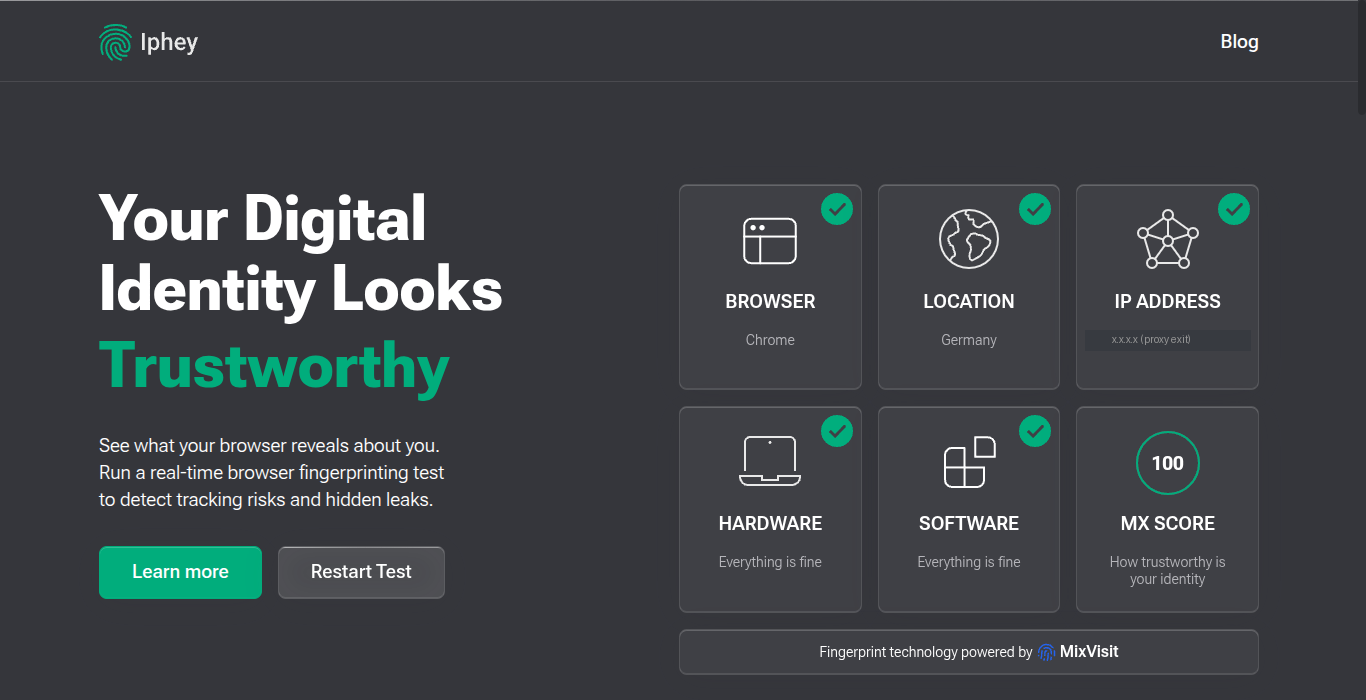 Iphey
Blog
Your Digital
Identity Looks
Trustworthy
See what your browser reveals about you.
Run a real-time browser fingerprinting test
to detect tracking risks and hidden leaks.
Learn more
Restart Test
BROWSER
Chrome
LOCATION
Germany
IP ADDRESS
x.x.x.x (proxy exit)
HARDWARE
Everything is fine
SOFTWARE
Everything is fine
100
MX SCORE
How trustworthy is
your identity
Fingerprint technology powered by MixVisit